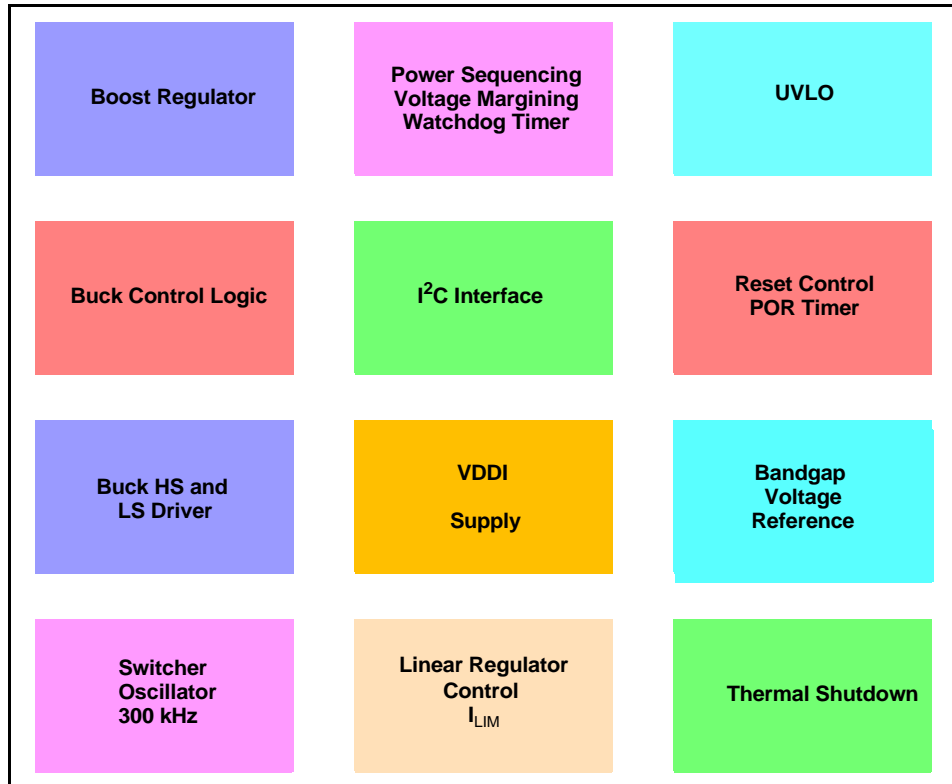 Boost Regulator
Power Sequencing
Voltage Margining
Watchdog Timer
UVLO
Buck Control Logic
I²C Interface
Reset Control
POR Timer
Buck HS and
LS Driver
VDDI
Supply
Bandgap
Voltage
Reference
Switcher
Oscillator
300 kHz
Linear Regulator
Control
I_LIM
Thermal Shutdown